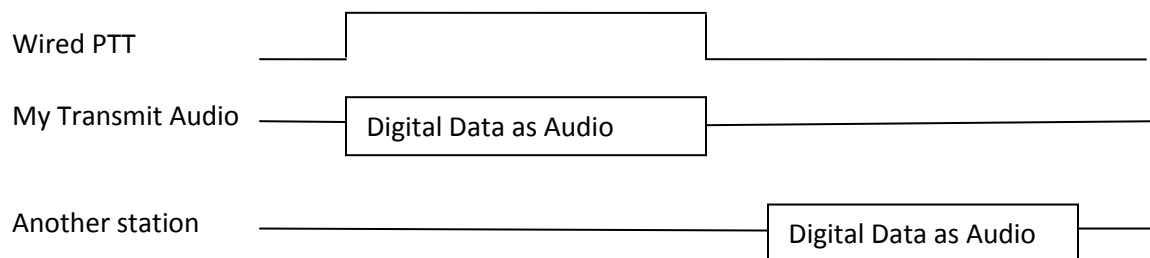 Wired PTT
My Transmit Audio
Digital Data as Audio
Another station
Digital Data as Audio